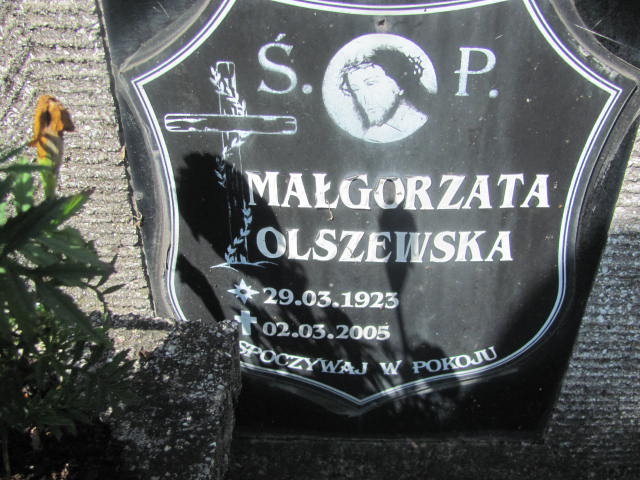 Ś. P.
MAŁGORZATA
OLSZEWSKA
29.03.1923
02.03.2005
SPOCZYWAJ W POKOJU